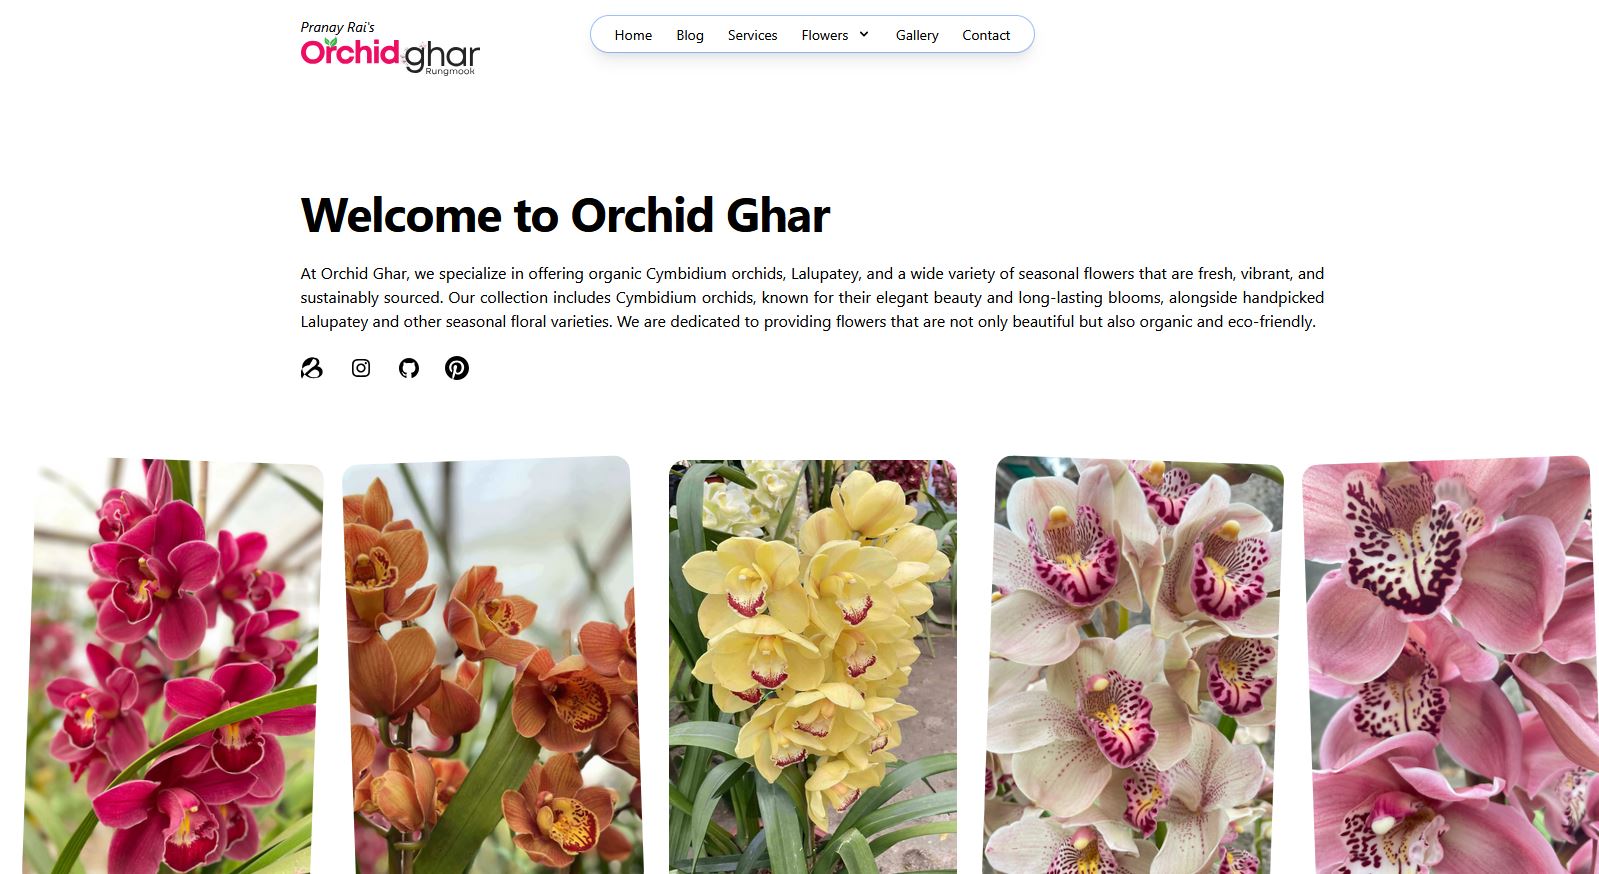 Pranay Rai's
Orchid ghar
Rungmook
Home Blog Services Flowers Gallery Contact
Welcome to Orchid Ghar
At Orchid Ghar, we specialize in offering organic Cymbidium orchids, Lalupatey, and a wide variety of seasonal flowers that are fresh, vibrant, and
sustainably sourced. Our collection includes Cymbidium orchids, known for their elegant beauty and long-lasting blooms, alongside handpicked
Lalupatey and other seasonal floral varieties. We are dedicated to providing flowers that are not only beautiful but also organic and eco-friendly.